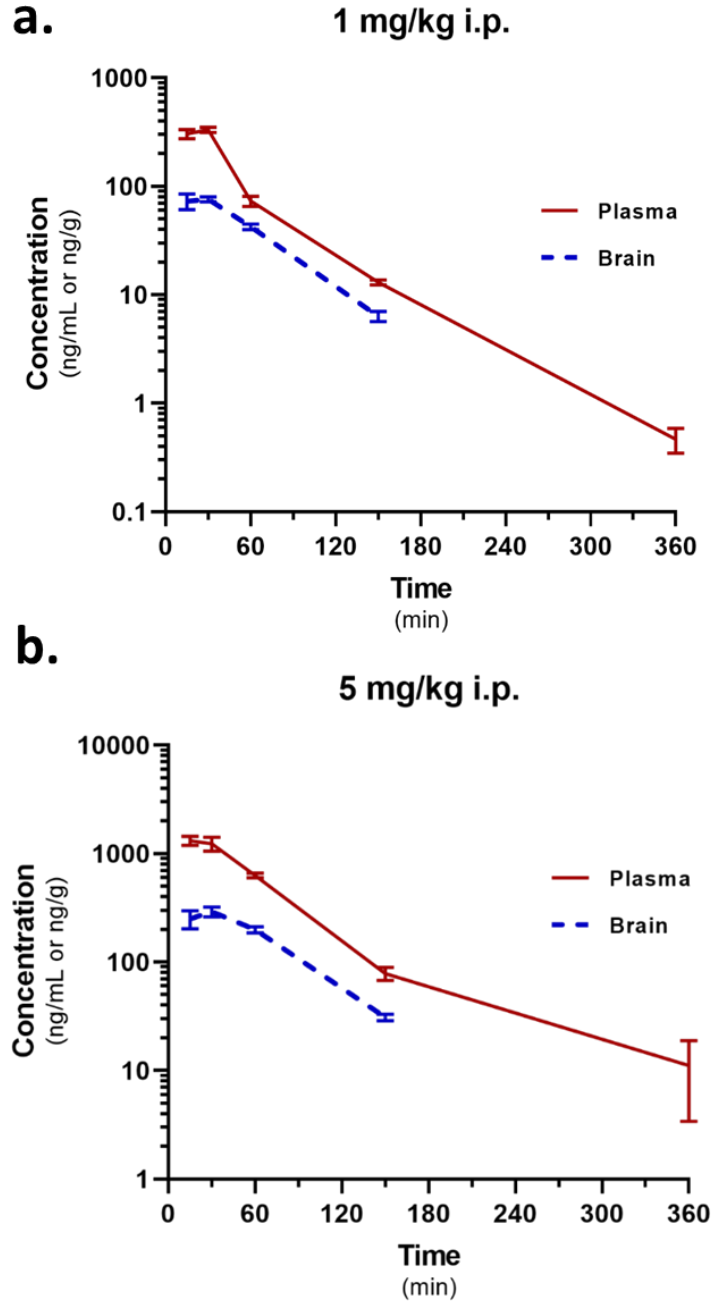 a.
1 mg/kg i.p.
1000
100
10
1
0.1
Concentration
(ng/mL or ng/g)
Plasma
Brain
0 60 120 180 240 300 360
Time
(min)
b.
5 mg/kg i.p.
10000
1000
100
10
1
Concentration
(ng/mL or ng/g)
Plasma
Brain
0 60 120 180 240 300 360
Time
(min)